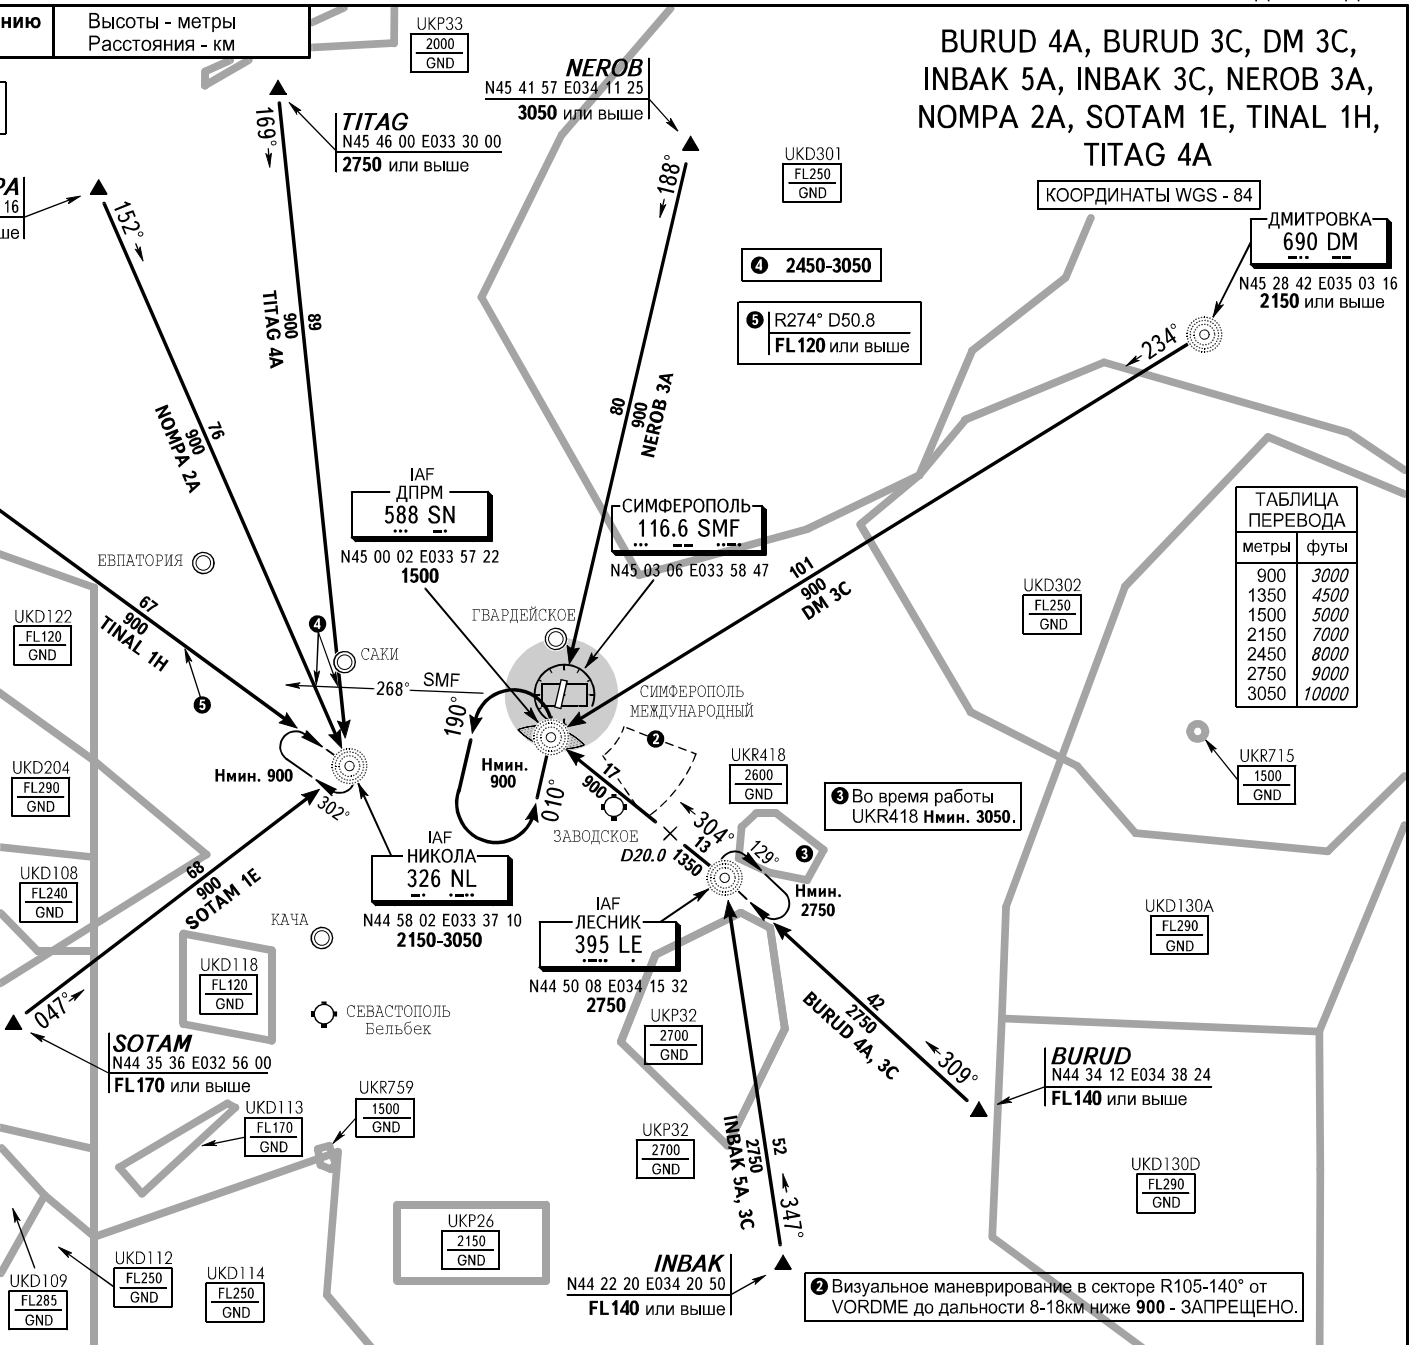 нию
Высоты - метры
Расстояния - км
BURUD 4A, BURUD 3C, DM 3C,
INBAK 5A, INBAK 3C, NEROB 3A,
NOMPA 2A, SOTAM 1E, TINAL 1H,
TITAG 4A
КООРДИНАТЫ WGS - 84
UKP33
2000
GND
NEROB
N45 41 57 E034 11 25
3050 или выше
TITAG
N45 46 00 E033 30 00
2750 или выше
169°
188°
PA
16
ше
152°
UKD301
FL250
GND
ДМИТРОВКА
690 DM
N45 28 42 E035 03 16
2150 или выше
4 2450-3050
5 R274° D50.8
FL120 или выше
234°
89
900
TITAG 4A
76
900
NOMPA 2A
80
900
NEROB 3A
IAF
ДПРМ
588 SN
N45 00 02 E033 57 22
1500
СИМФЕРОПОЛЬ
116.6 SMF
N45 03 06 E033 58 47
101
900
DM 3C
ТАБЛИЦА
ПЕРЕВОДА
метры футы
900 3000
1350 4500
1500 5000
2150 7000
2450 8000
2750 9000
3050 10000
ЕВПАТОРИЯ
UKD122
FL120
GND
67
900
TINAL 1H
4
5
САКИ
268° SMF
ГВАРДЕЙСКОЕ
UKD302
FL250
GND
190°
010°
Нмин.
900
СИМФЕРОПОЛЬ
МЕЖДУНАРОДНЫЙ
2
17
900
ЗАВОДСКОЕ
Нмин. 900
302°
UKD204
FL290
GND
UKR418
2600
GND
3 Во время работы
UKR418 Нмин. 3050.
UKR715
1500
GND
304°
13
1350
D20.0
129°
3
Нмин.
2750
IAF
НИКОЛА
326 NL
N44 58 02 E033 37 10
2150-3050
68
900
SOTAM 1E
UKD108
FL240
GND
КАЧА
IAF
ЛЕСНИК
395 LE
N44 50 08 E034 15 32
2750
UKD130A
FL290
GND
UKD118
FL120
GND
047°
СЕВАСТОПОЛЬ
Бельбек
UKP32
2700
GND
42
2750
BURUD 4A, 3C
309°
SOTAM
N44 35 36 E032 56 00
FL170 или выше
BURUD
N44 34 12 E034 38 24
FL140 или выше
UKD113
FL170
GND
UKR759
1500
GND
UKP32
2700
GND
52
2750
INBAK 5A, 3C
347°
UKD130D
FL290
GND
UKP26
2150
GND
UKD109
FL285
GND
UKD112
FL250
GND
UKD114
FL250
GND
INBAK
N44 22 20 E034 20 50
FL140 или выше
2 Визуальное маневрирование в секторе R105-140° от
VORDME до дальности 8-18км ниже 900 - ЗАПРЕЩЕНО.